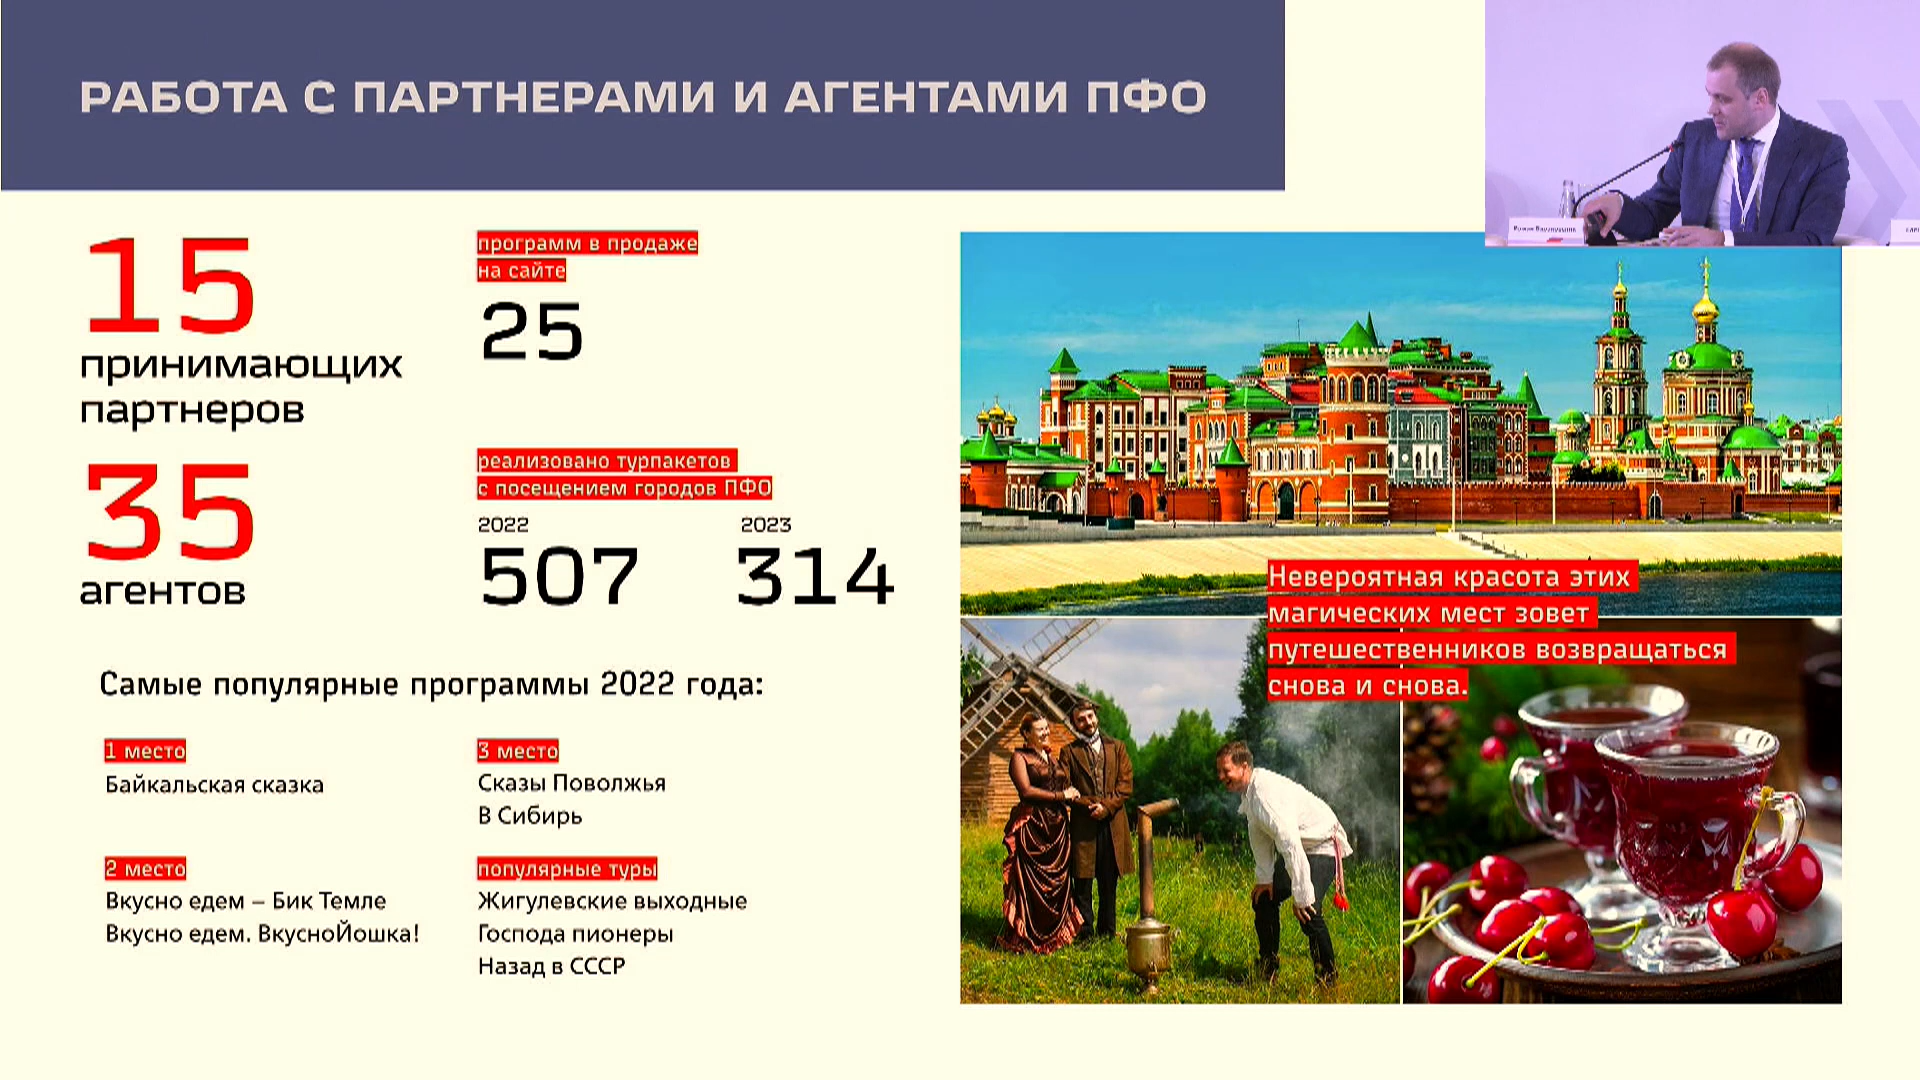 РАБОТА С ПАРТНЕРАМИ И АГЕНТАМИ ПФО
15
принимающих
партнеров
35
агентов
программ в продаже
на сайте
25
реализовано турпакетов
с посещением городов ПФО
2022
2023
507
314
Самые популярные программы 2022 года:
1 место
Байкальская сказка
2 место
Вкусно едем – Бик Темле
Вкусно едем. ВкусноЙошка!
3 место
Сказы Поволжья
В Сибирь
популярные туры
Жигулевские выходные
Господа пионеры
Назад в СССР
Невероятная красота этих
магических мест зовет
путешественников возвращаться
снова и снова.